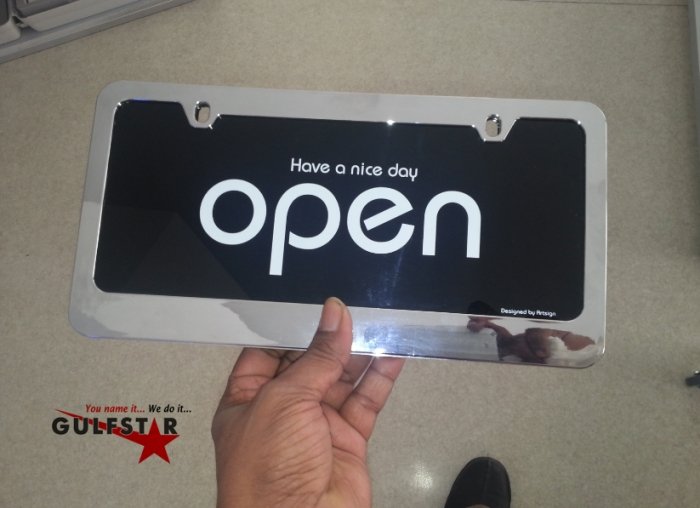 Have a nice day
open
Designed by Artsign
You name it... We do it...
GULFSTAR